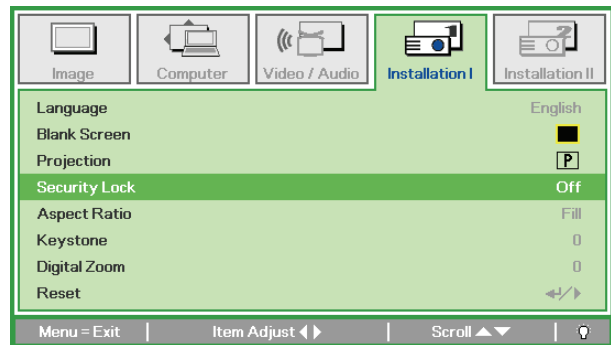 Image
Computer
Video / Audio
Installation I
Installation II
Language English
Blank Screen
Projection P
Security Lock Off
Aspect Ratio Fill
Keystone 0
Digital Zoom 0
Reset
Menu = Exit Item Adjust Scroll